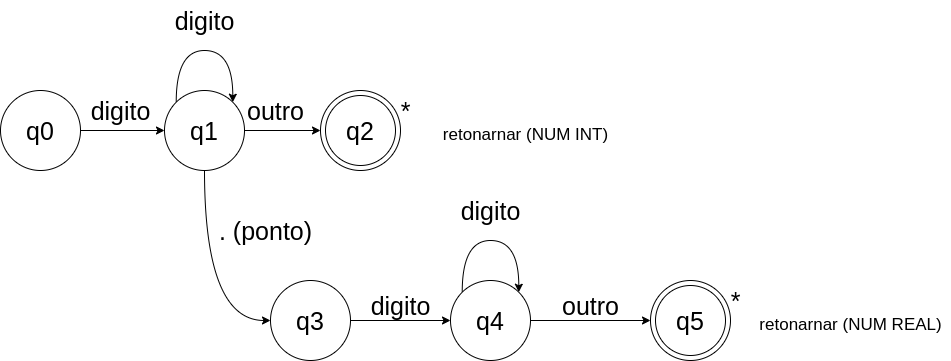 digito
q0
digito
q1
outro
q2
*
retonarnar (NUM INT)
. (ponto)
digito
q3
digito
q4
outro
q5
*
retonarnar (NUM REAL)